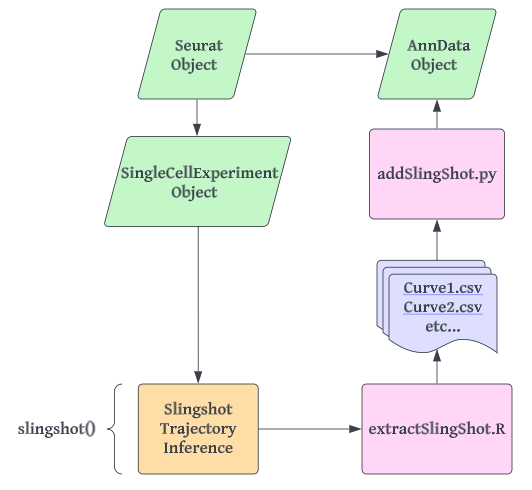 Seurat
Object
AnnData
Object
SingleCellExperiment
Object
addSlingShot.py
Curve1.csv
Curve2.csv
etc...
slingshot()
Slingshot
Trajectory
Inference
extractSlingShot.R